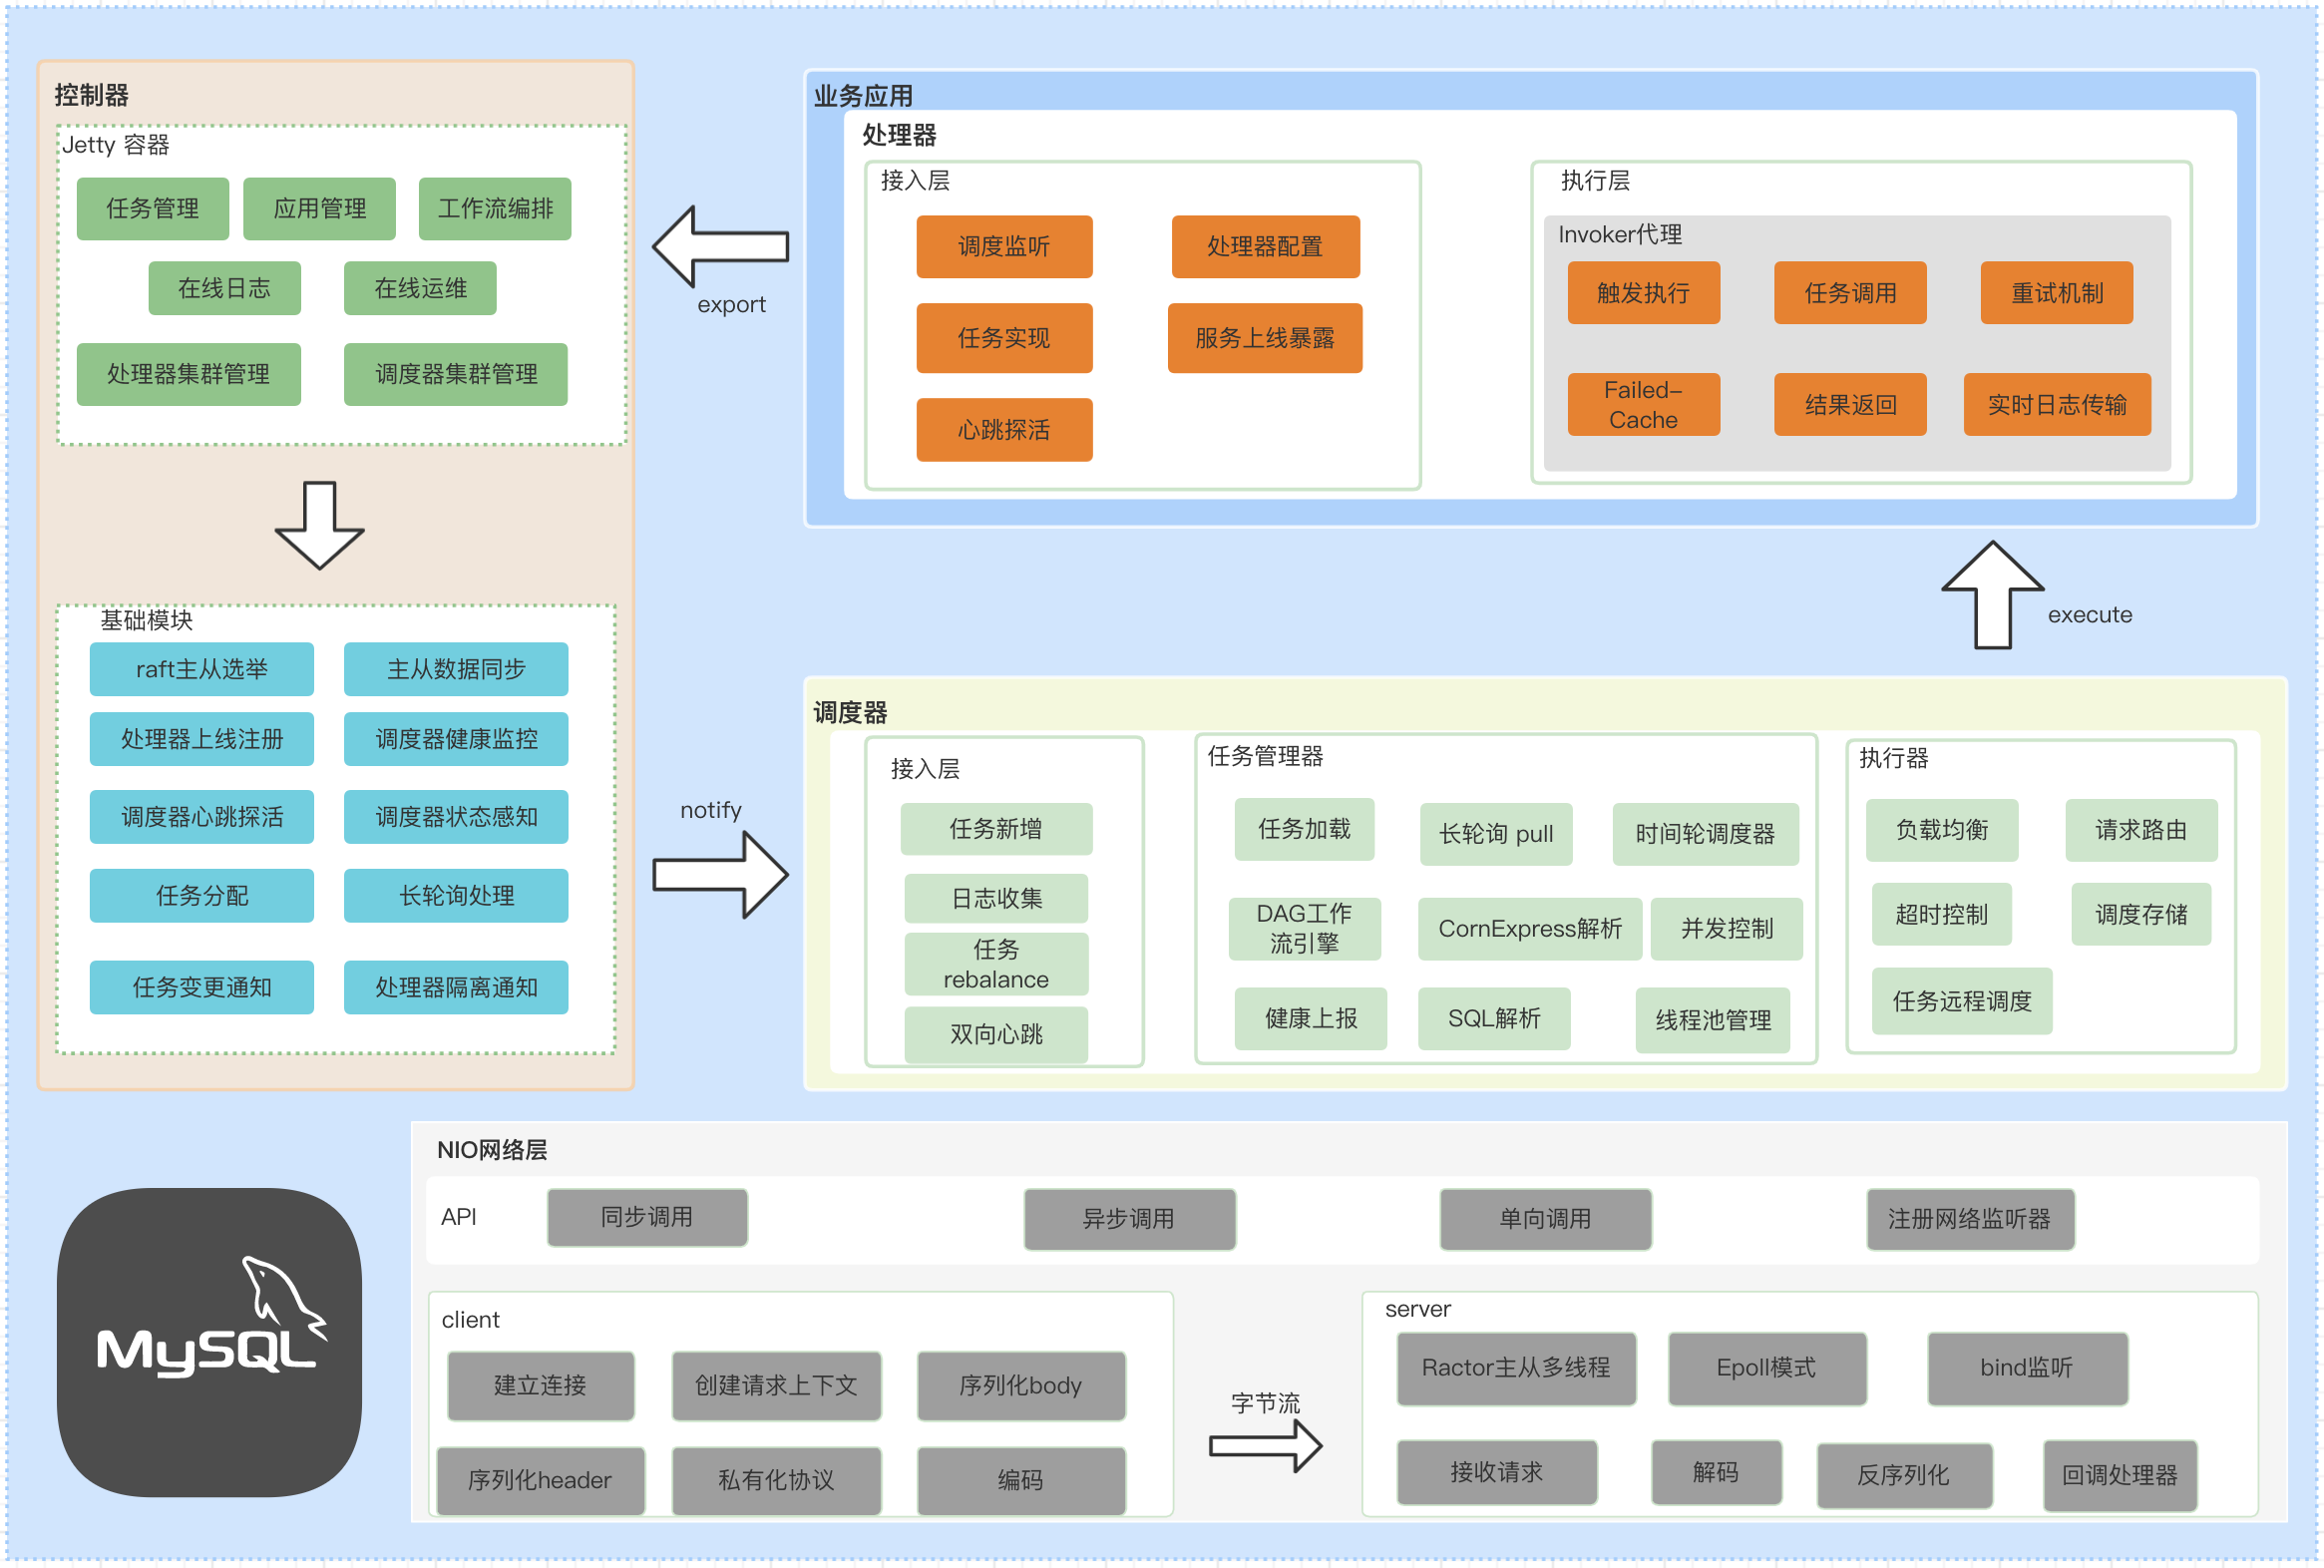 控制器
Jetty 容器
任务管理
应用管理
工作流编排
在线日志
在线运维
处理器集群管理
调度器集群管理
基础模块
raft主从选举
主从数据同步
处理器上线注册
调度器健康监控
调度器心跳探活
调度器状态感知
任务分配
长轮询处理
任务变更通知
处理器隔离通知
export
业务应用
处理器
接入层
调度监听
处理器配置
任务实现
服务上线暴露
心跳探活
执行层
Invoker代理
触发执行
任务调用
重试机制
Failed-
Cache
结果返回
实时日志传输
execute
notify
调度器
接入层
任务新增
日志收集
任务
rebalance
双向心跳
任务管理器
任务加载
长轮询 pull
时间轮调度器
DAG工作
流引擎
CornExpress解析
并发控制
健康上报
SQL解析
线程池管理
执行器
负载均衡
请求路由
超时控制
调度存储
任务远程调度
MySQL
NIO网络层
API
同步调用
异步调用
单向调用
注册网络监听器
client
建立连接
创建请求上下文
序列化body
序列化header
私有化协议
编码
字节流
server
Ractor主从多线程
Epoll模式
bind监听
接收请求
解码
反序列化
回调处理器